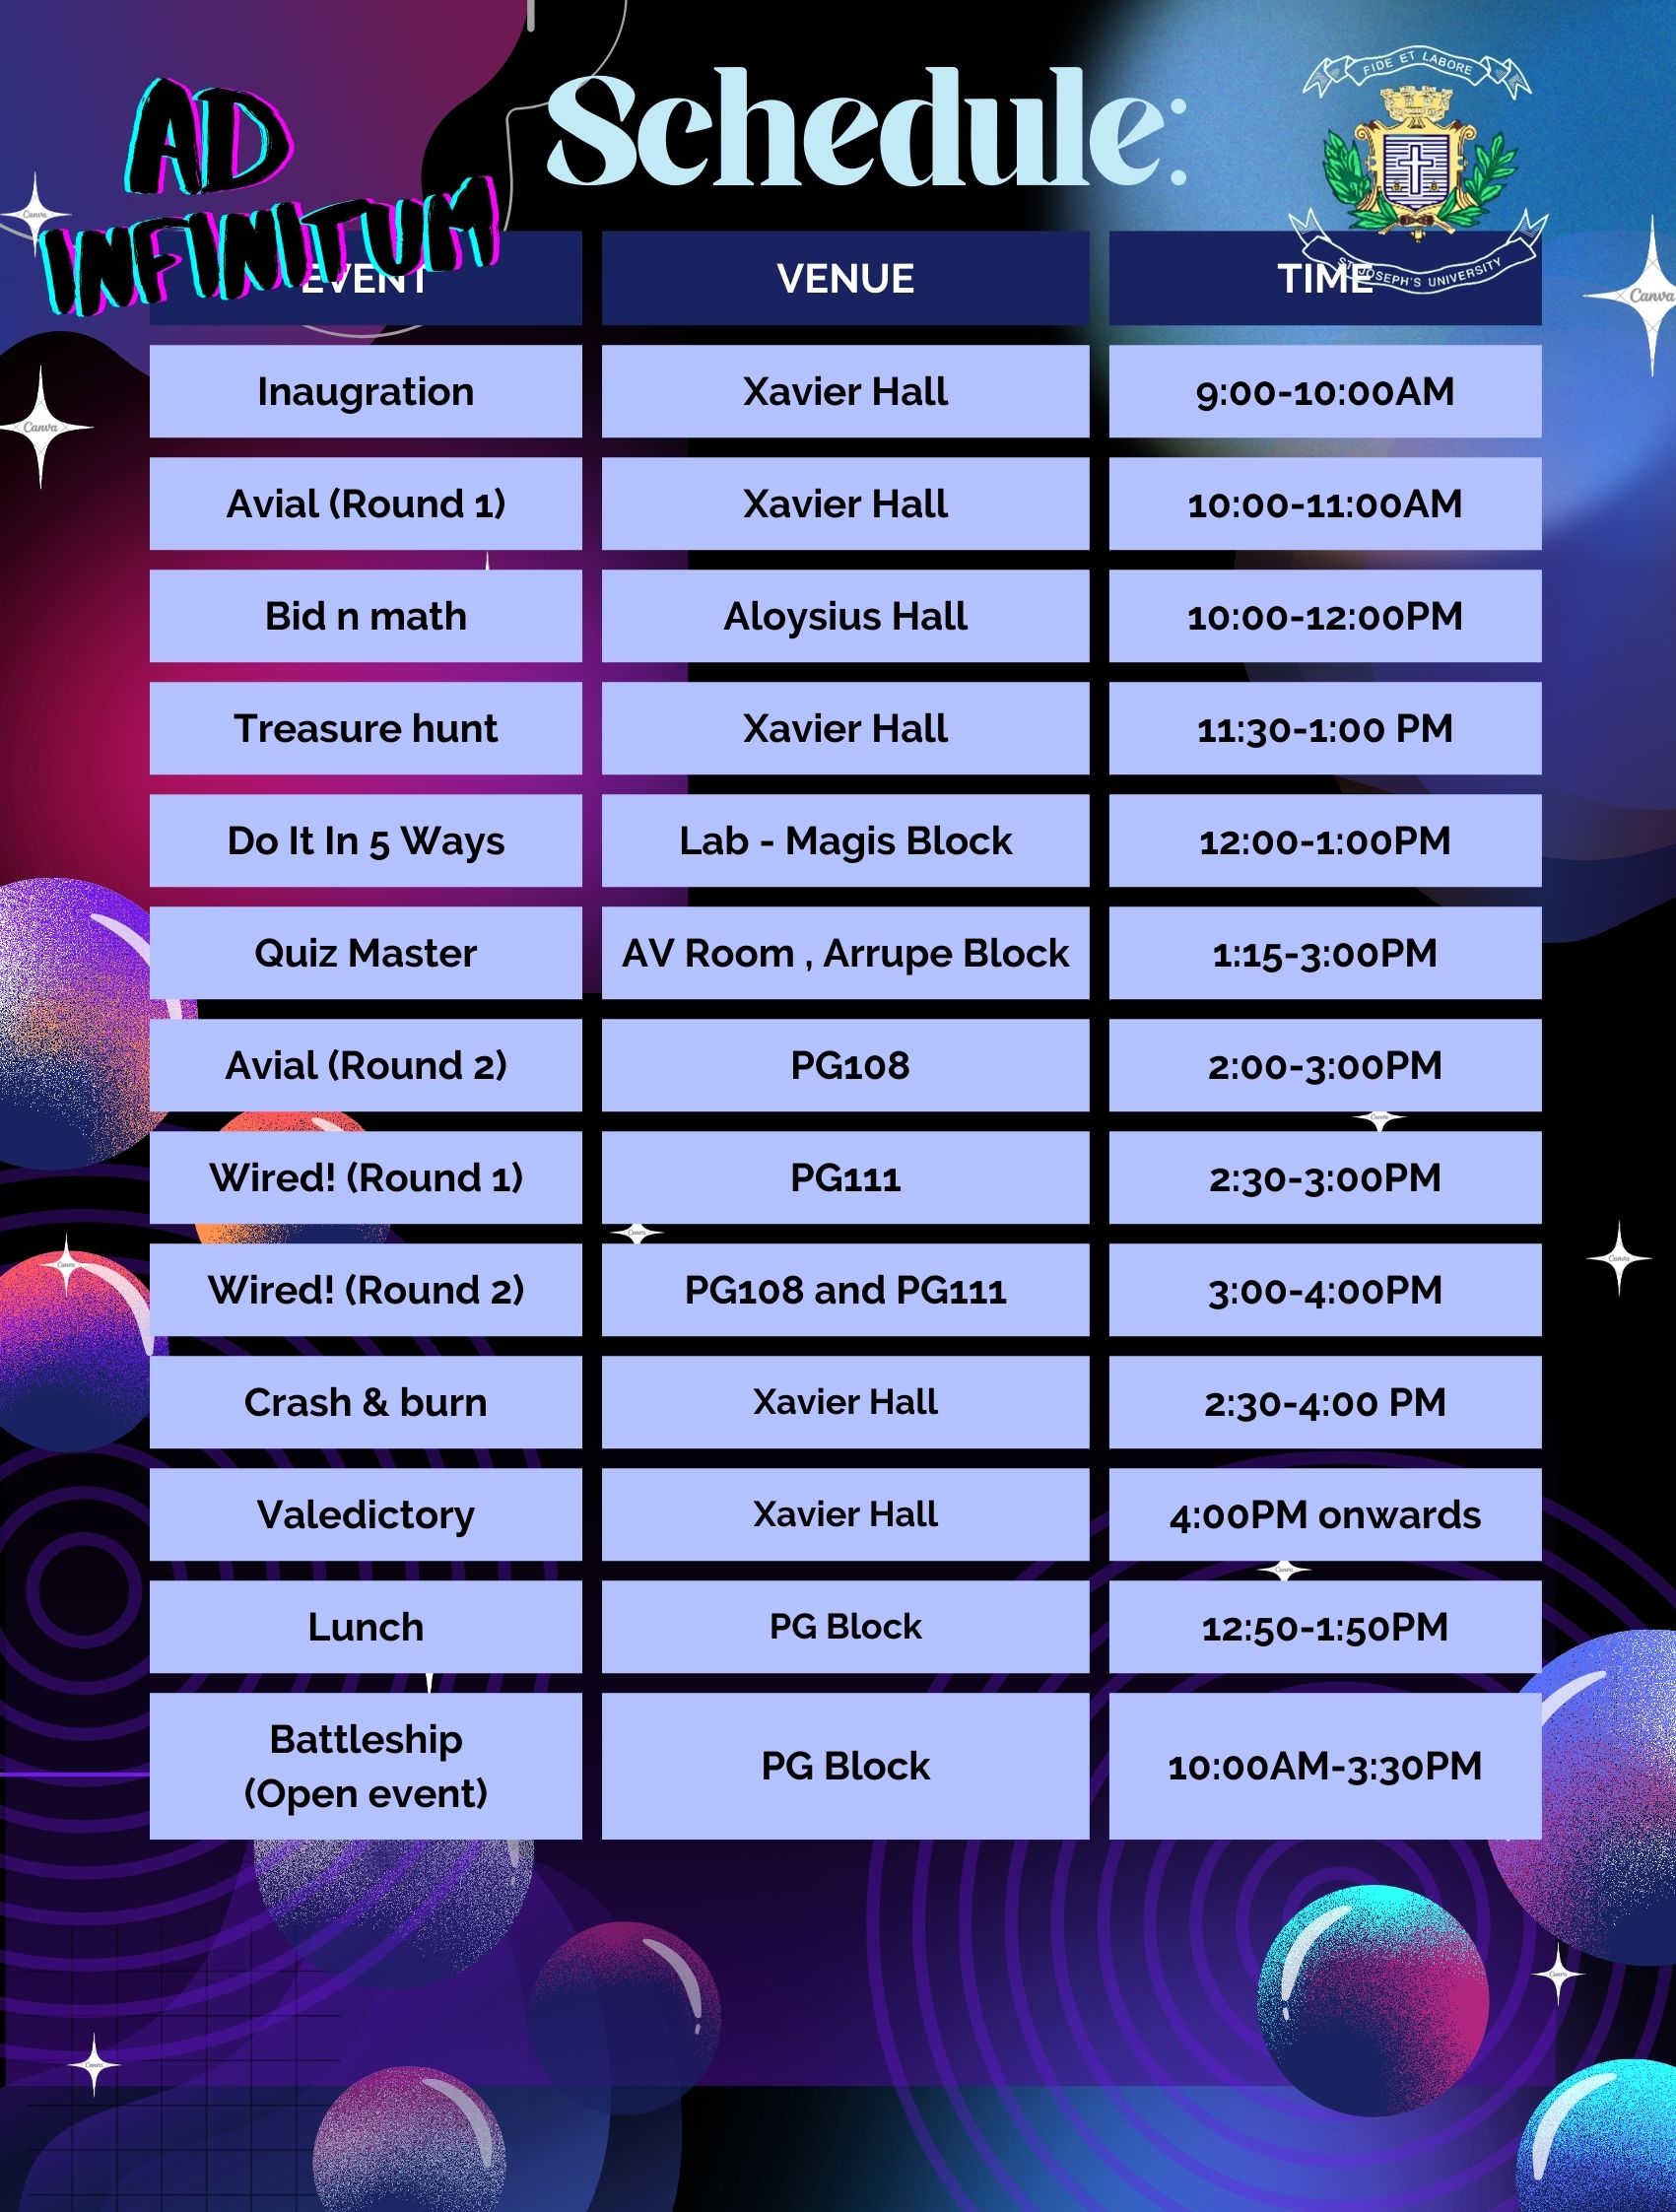 AD
INFINITUM
Schedule:
FIDE ET LABORE
ST JOSEPH'S UNIVERSITY
EVENT VENUE TIME
Inaugration Xavier Hall 9:00-10:00AM
Avial (Round 1) Xavier Hall 10:00-11:00AM
Bid n math Aloysius Hall 10:00-12:00PM
Treasure hunt Xavier Hall 11:30-1:00 PM
Do It In 5 Ways Lab - Magis Block 12:00-1:00PM
Quiz Master AV Room , Arrupe Block 1:15-3:00PM
Avial (Round 2) PG108 2:00-3:00PM
Wired! (Round 1) PG111 2:30-3:00PM
Wired! (Round 2) PG108 and PG111 3:00-4:00PM
Crash & burn Xavier Hall 2:30-4:00 PM
Valedictory Xavier Hall 4:00PM onwards
Lunch PG Block 12:50-1:50PM
Battleship
(Open event) PG Block 10:00AM-3:30PM
Canva
Canva
Canva